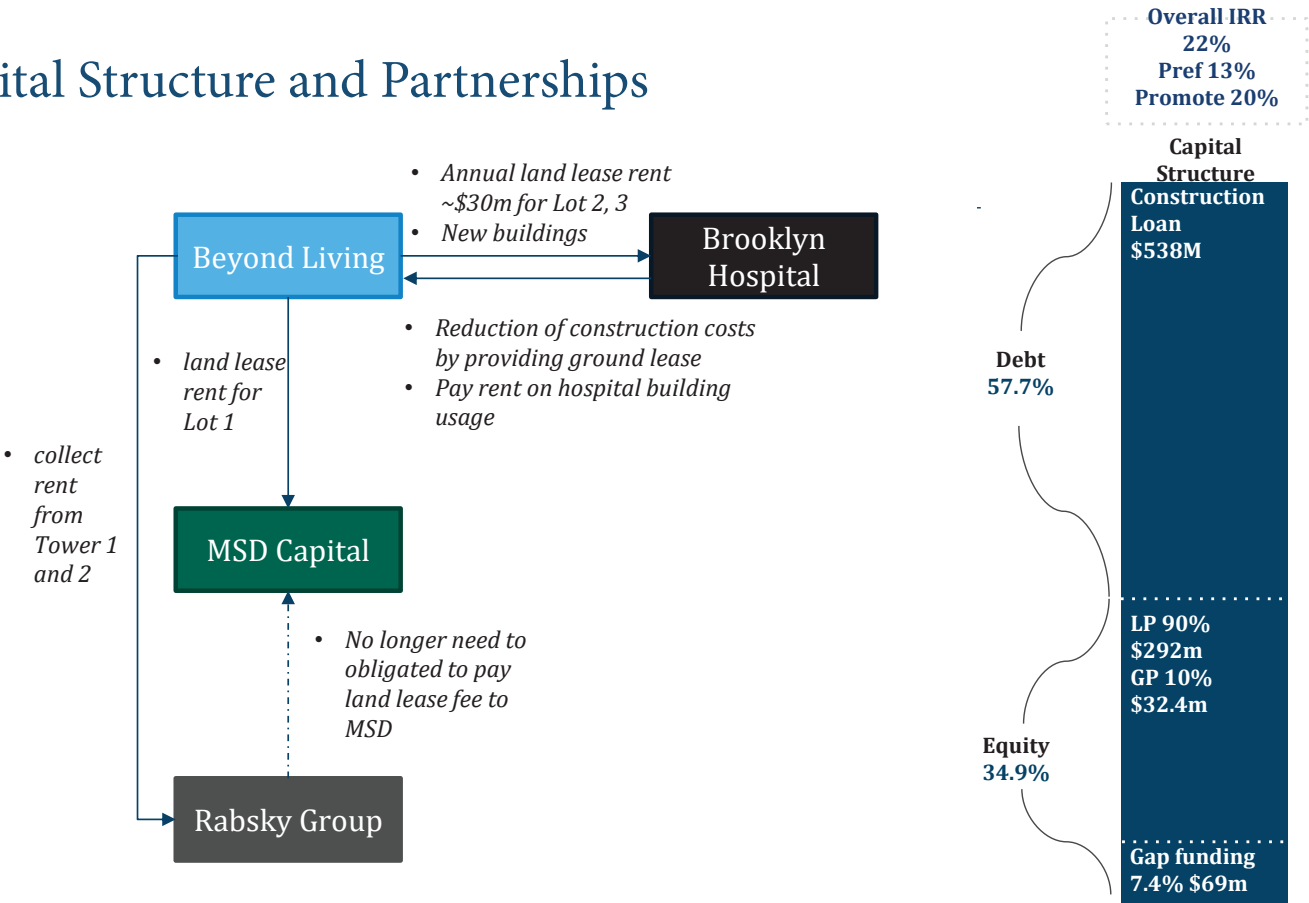 Overall IRR
22%
Pref 13%
Promote 20%
ital Structure and Partnerships
Capital
Structure
• Annual land lease rent
~$30m for Lot 2, 3
• New buildings
Beyond Living
Brooklyn
Hospital
-
Construction
Loan
$538M
• Reduction of construction costs
by providing ground lease
• Pay rent on hospital building
usage
• land lease
rent for
Lot 1
Debt
57.7%
• collect
rent
from
Tower 1
and 2
MSD Capital
• No longer need to
obligated to pay
land lease fee to
MSD
LP 90%
$292m
GP 10%
$32.4m
Equity
34.9%
Rabsky Group
Gap funding
7.4% $69m